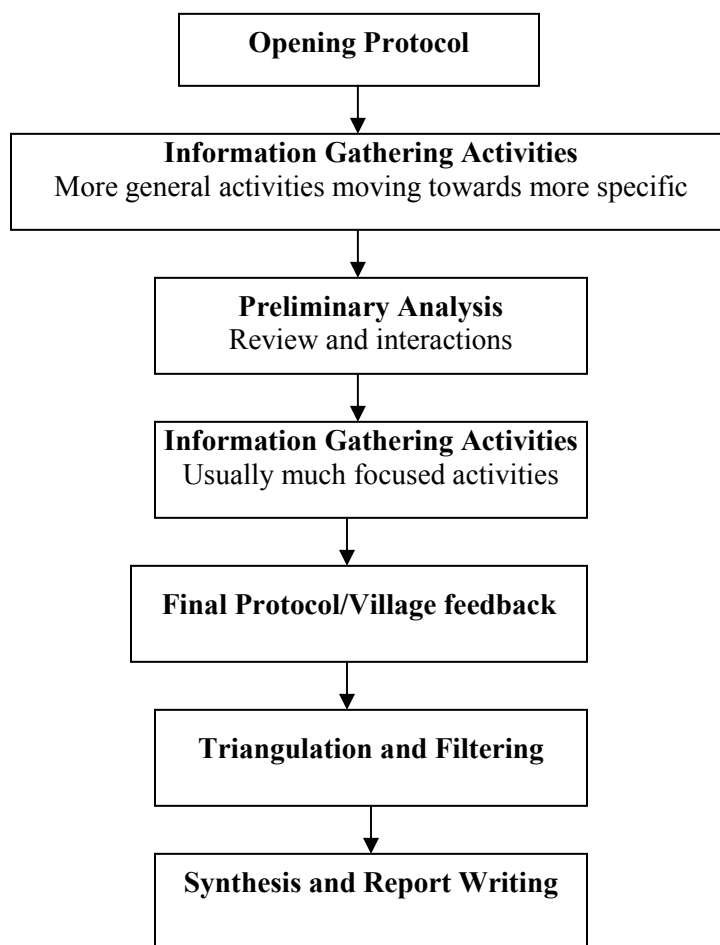 Opening Protocol
Information Gathering Activities
More general activities moving towards more specific
Preliminary Analysis
Review and interactions
Information Gathering Activities
Usually much focused activities
Final Protocol/Village feedback
Triangulation and Filtering
Synthesis and Report Writing